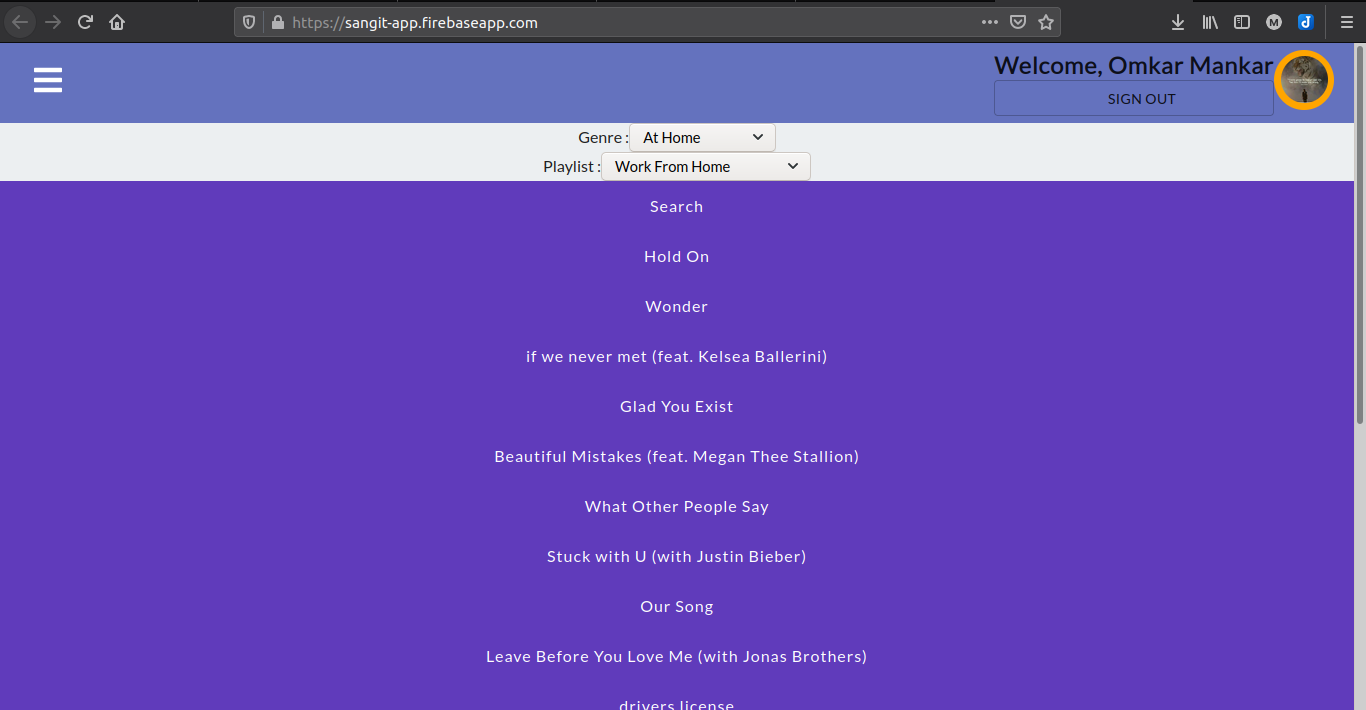 https://sangit-app.firebaseapp.com
M
Welcome, Omkar Mankar
SIGN OUT
Genre : At Home
Playlist : Work From Home
Search
Hold On
Wonder
if we never met (feat. Kelsea Ballerini)
Glad You Exist
Beautiful Mistakes (feat. Megan Thee Stallion)
What Other People Say
Stuck with U (with Justin Bieber)
Our Song
Leave Before You Love Me (with Jonas Brothers)
drivers license